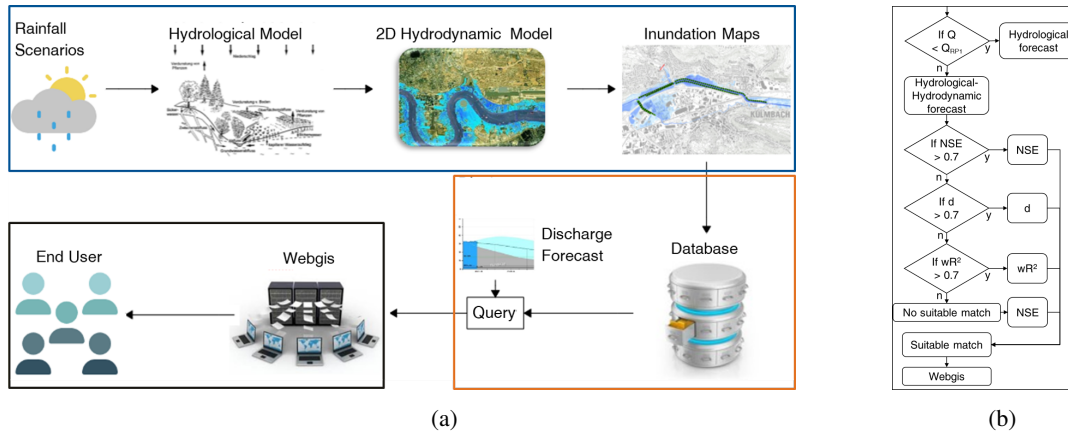 Rainfall
Scenarios
Hydrological Model
2D Hydrodynamic Model
Inundation Maps
Niederschlag
KULMBACH
Discharge
Forecast
Database
Query
Webgis
End User
(a)
If Q
< QRP1
y
Hydrological
forecast
n
Hydrological-
Hydrodynamic
forecast
If NSE
> 0.7
y
NSE
n
If d
> 0.7
y
d
n
If wR²
> 0.7
y
wR²
n
No suitable match
NSE
Suitable match
Webgis
(b)